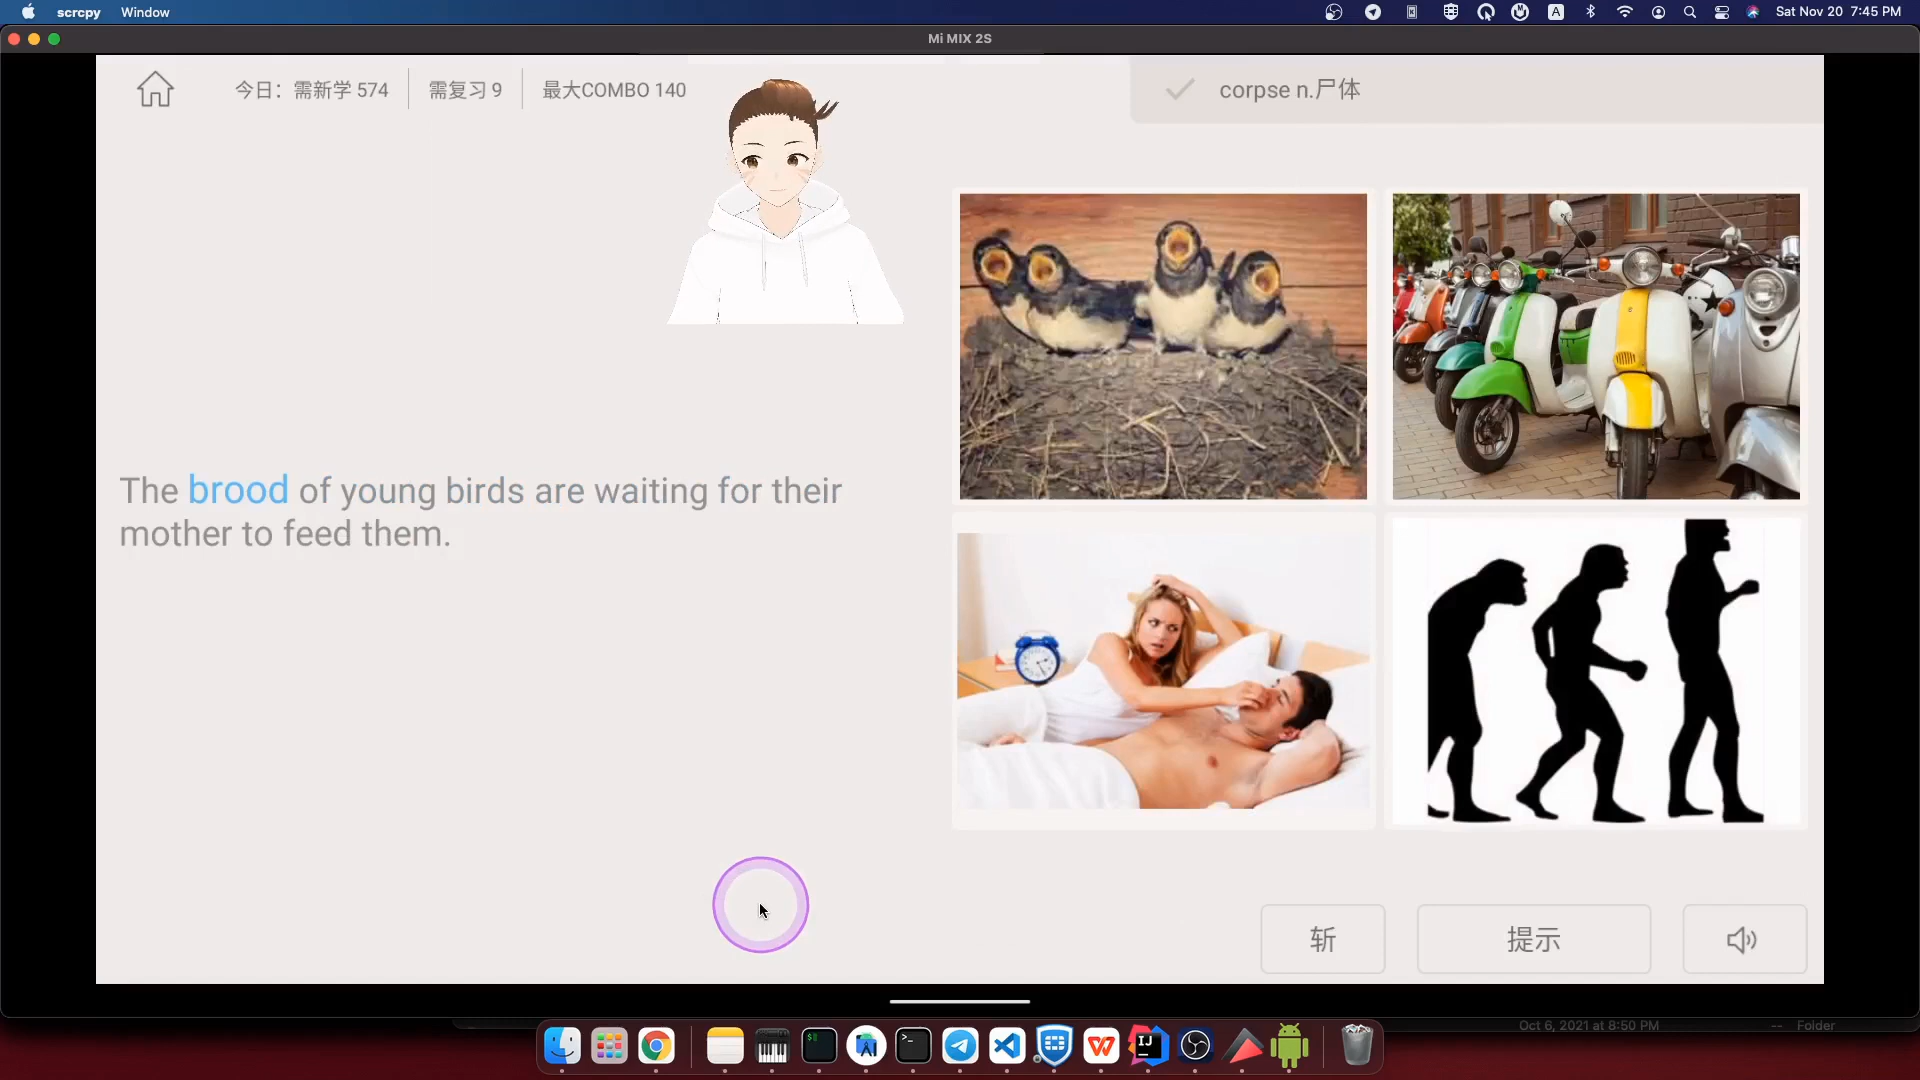 scrcpy Window
A
Sat Nov 20 7:45 PM
Mi MIX 2S
今日：需新学 574 需复习 9 最大COMBO 140
corpse n.尸体
The brood of young birds are waiting for their
mother to feed them.
斩 提示
Oct 6, 2021 at 8:50 PM -- Folder
IJ